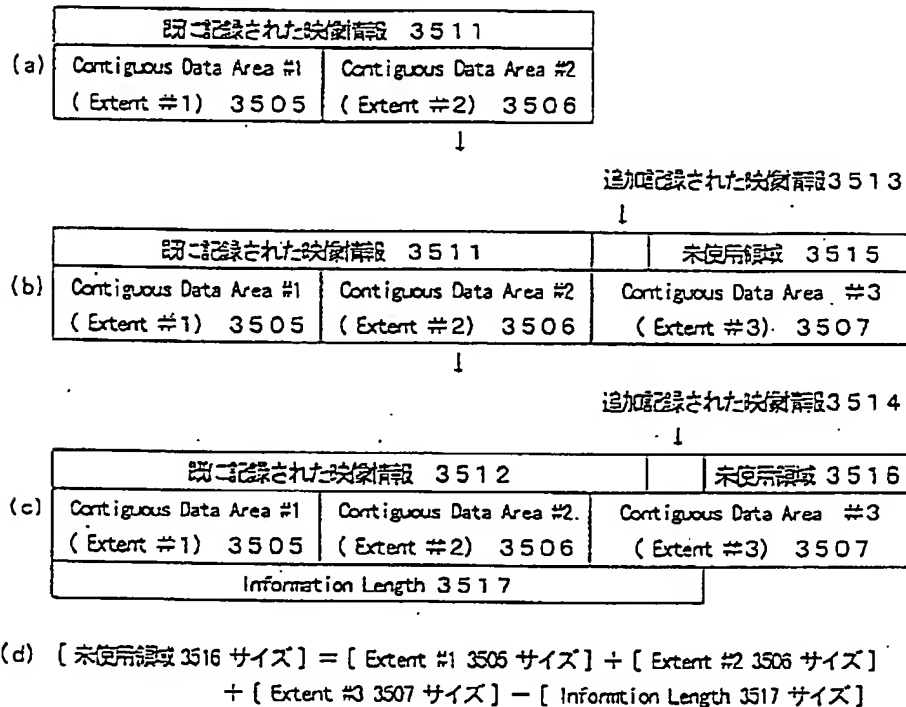 既に記録された映像情報 3511
(a)
Contiguous Data Area #1
Contiguous Data Area #2
(Extent #1) 3505
(Extent #2) 3506
↓
追加記録された映像情報3513
↓
既に記録された映像情報 3511
未使用領域 3515
(b)
Contiguous Data Area #1
Contiguous Data Area #2
Contiguous Data Area #3
(Extent #1) 3505
(Extent #2) 3506
(Extent #3) 3507
↓
追加記録された映像情報3514
↓
既に記録された映像情報 3512
未使用領域 3516
(c)
Contiguous Data Area #1
Contiguous Data Area #2.
Contiguous Data Area #3
(Extent #1) 3505
(Extent #2) 3506
(Extent #3) 3507
Information Length 3517
(d) [未使用領域 3516 サイズ] = [Extent #1 3505 サイズ] + [Extent #2 3506 サイズ]
+ [Extent #3 3507 サイズ] − [Informtion Length 3517 サイズ]